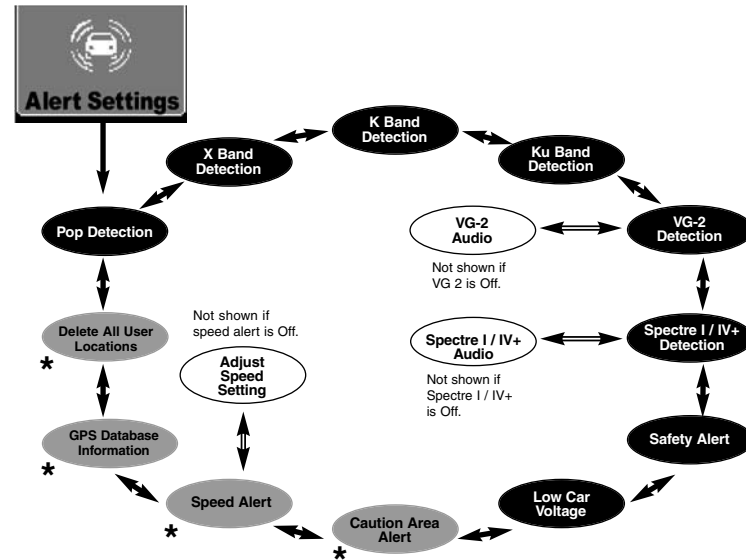 Alert Settings
K Band
Detection
X Band
Detection
Ku Band
Detection
Pop Detection
VG-2
Audio
VG-2
Detection
Not shown if
VG 2 is Off.
Delete All User
Locations
*
Not shown if
speed alert is Off.
Adjust
Speed
Setting
Spectre I / IV+
Audio
Spectre I / IV+
Detection
Not shown if
Spectre I / IV+
is Off.
GPS Database
Information
*
Safety Alert
Speed Alert
*
Low Car
Voltage
Caution Area
Alert
*